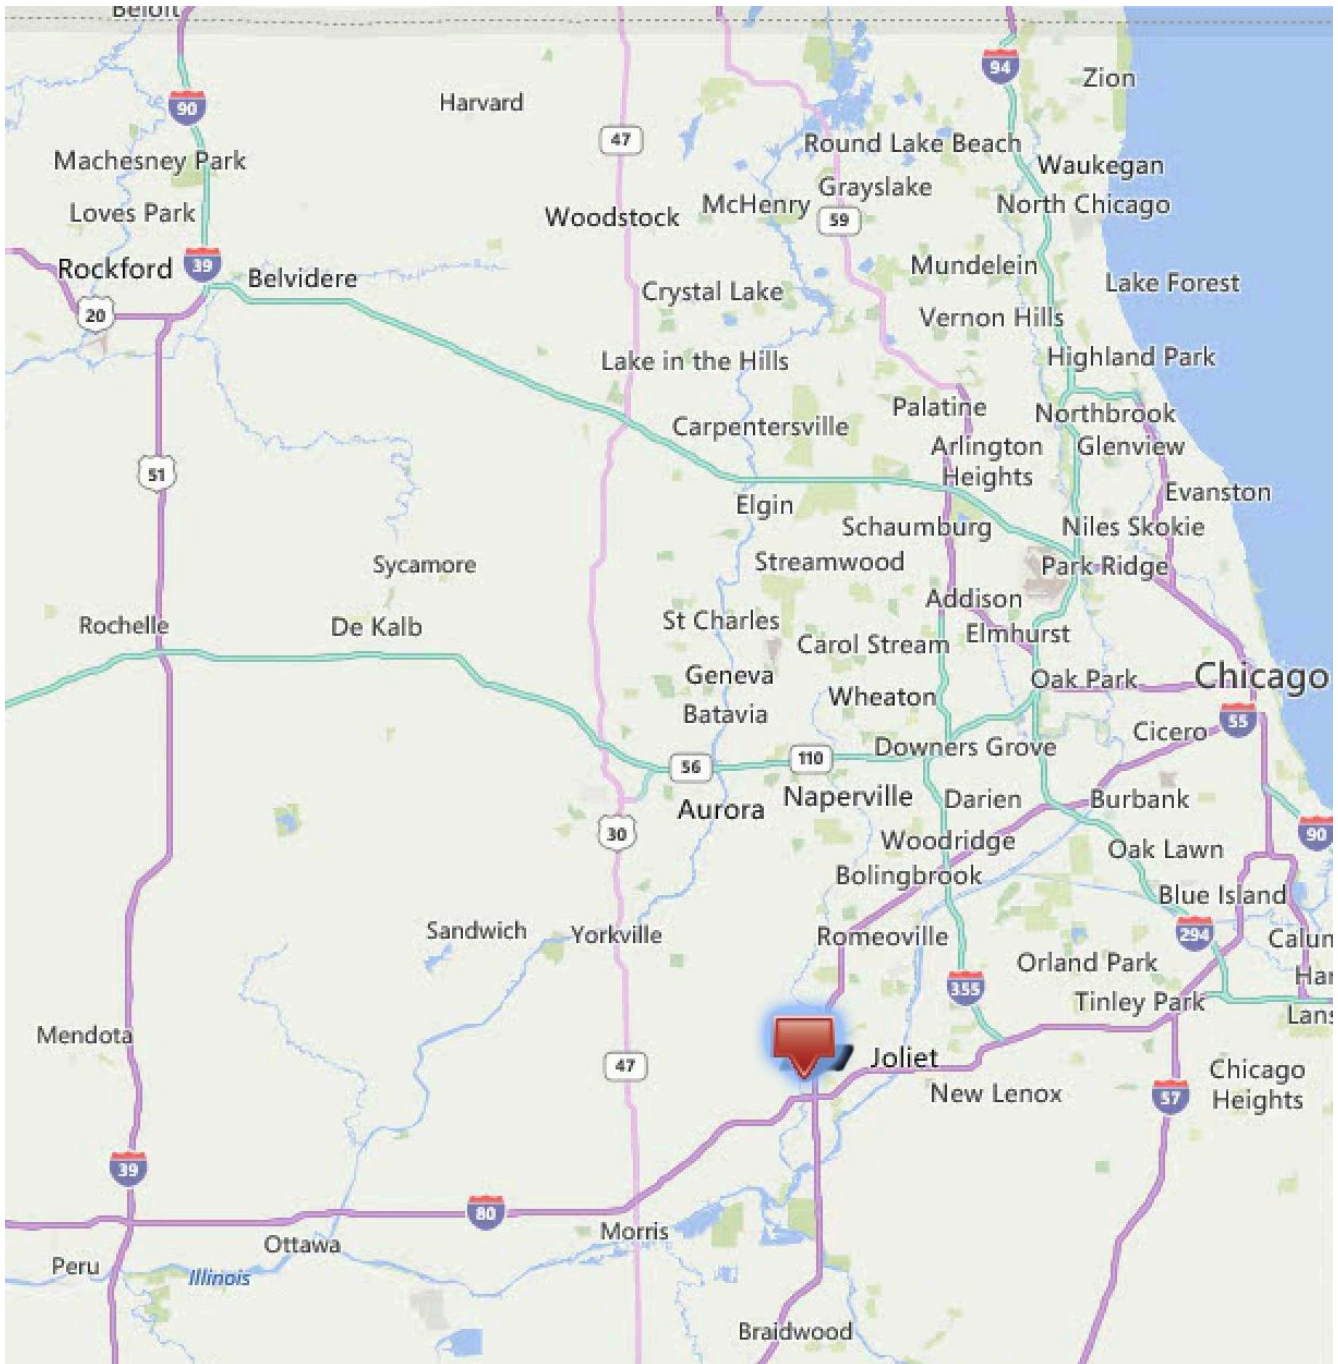 Beloit
94
Zion
90
Harvard
47
Round Lake Beach
Machesney Park
Waukegan
Grayslake
McHenry
North Chicago
Loves Park
Woodstock
59
Rockford
39
Belvidere
Mundelein
Lake Forest
Crystal Lake
20
Vernon Hills
Lake in the Hills
Highland Park
Palatine
Northbrook
Carpentersville
Arlington
Heights
Glenview
51
Evanston
Elgin
Schaumburg
Niles Skokie
Sycamore
Streamwood
Park Ridge
Addison
Rochelle
De Kalb
St Charles
Elmhurst
Carol Stream
Geneva
Oak Park
Chicago
Wheaton
Batavia
55
Cicero
Downers Grove
56
110
Aurora
Naperville
Darien
Burbank
30
90
Woodridge
Oak Lawn
Bolingbrook
Blue Island
Sandwich
Yorkville
Romeoville
294
Calun
Orland Park
Har
355
Tinley Park
Lans
Mendota
47
Joliet
Chicago
Heights
New Lenox
57
39
80
Morris
Ottawa
Peru
Illinois
Braidwood